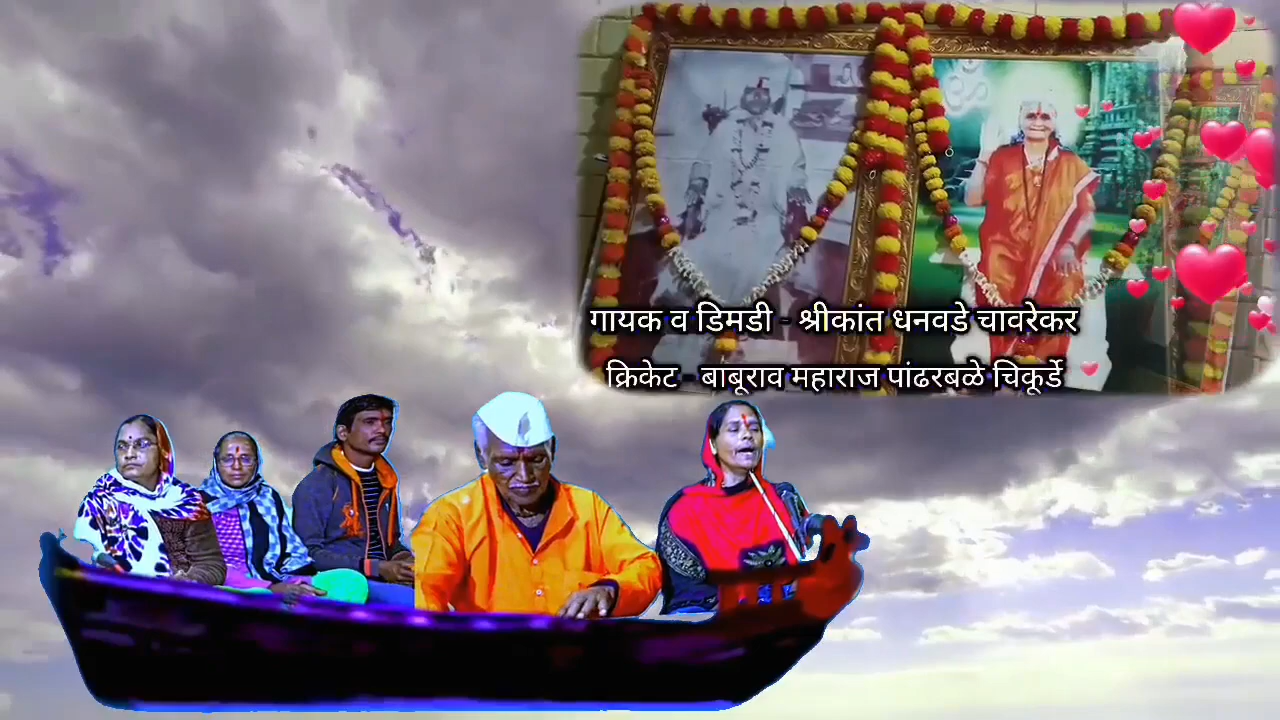 गायक व डिमडी - श्रीकांत धनवडे चावरेकर
क्रिकेट - बाबूराव महाराज पांढरबळे चिकूर्डे